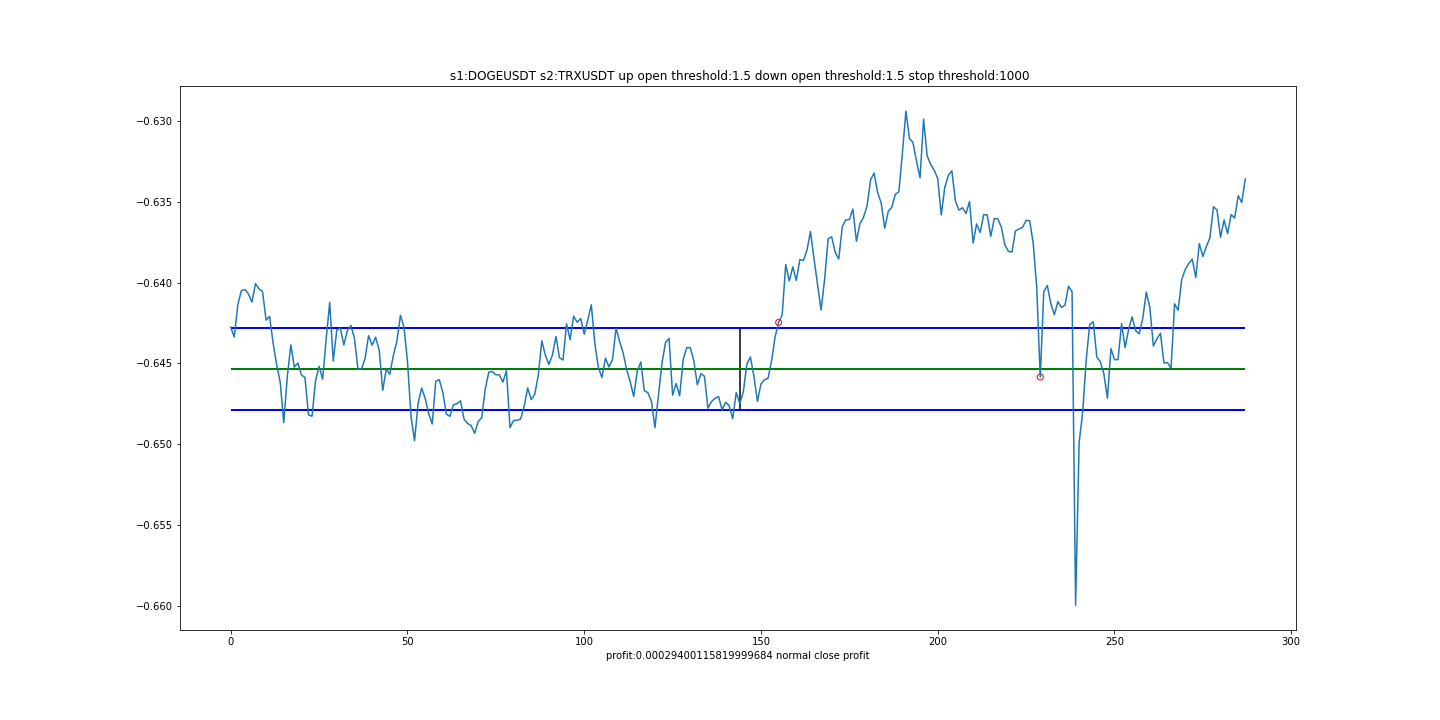 s1:DOGEUSDT s2:TRXUSDT up open threshold:1.5 down open threshold:1.5 stop threshold:1000
−0.630
−0.635
−0.640
−0.645
−0.650
−0.655
−0.660
0 50 100 150 200 250 300
profit:0.00029400115819999684 normal close profit